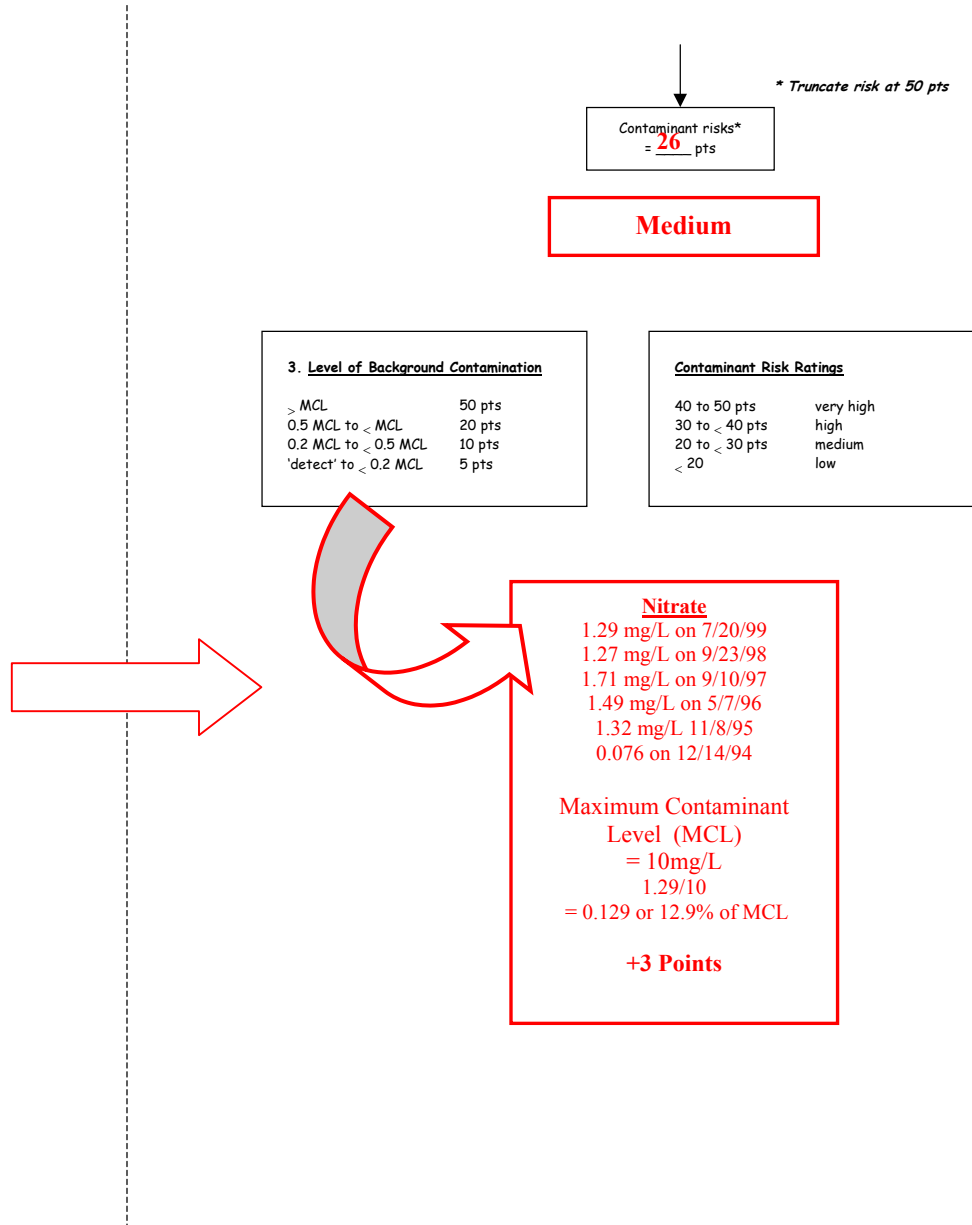 * Truncate risk at 50 pts
Contaminant risks*
= 26 pts
Medium
3. Level of Background Contamination
> MCL 50 pts
0.5 MCL to < MCL 20 pts
0.2 MCL to < 0.5 MCL 10 pts
‘detect’ to < 0.2 MCL 5 pts
Contaminant Risk Ratings
40 to 50 pts very high
30 to < 40 pts high
20 to < 30 pts medium
< 20 low
Nitrate
1.29 mg/L on 7/20/99
1.27 mg/L on 9/23/98
1.71 mg/L on 9/10/97
1.49 mg/L on 5/7/96
1.32 mg/L 11/8/95
0.076 on 12/14/94
Maximum Contaminant
Level (MCL)
= 10mg/L
1.29/10
= 0.129 or 12.9% of MCL
+3 Points